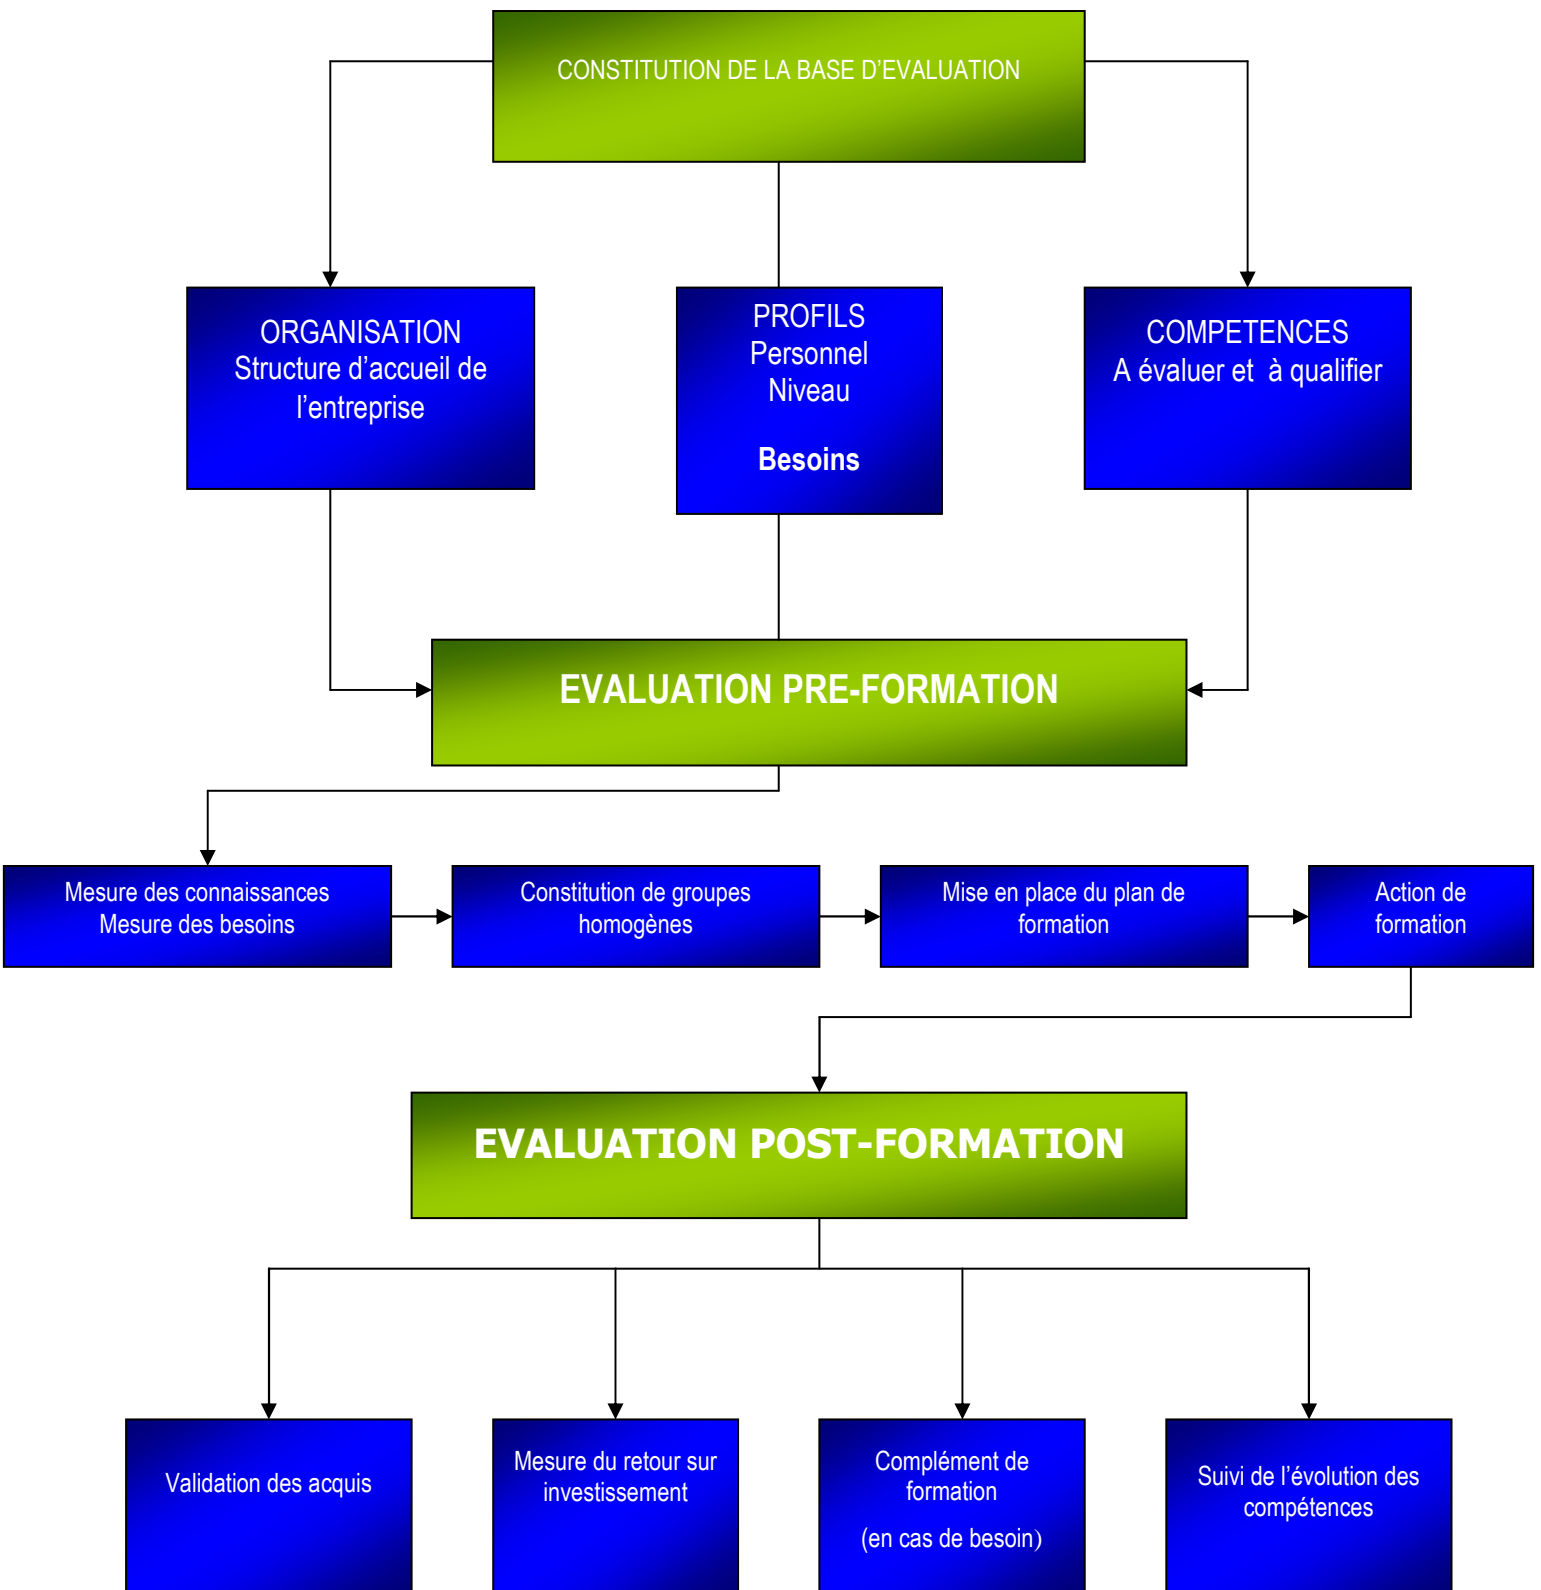 CONSTITUTION DE LA BASE D’EVALUATION
ORGANISATION
Structure d’accueil de
l’entreprise
PROFILS
Personnel
Niveau
Besoins
COMPETENCES
A évaluer et  à qualifier
EVALUATION PRE-FORMATION
Mesure des connaissances
Mesure des besoins
Constitution de groupes
homogènes
Mise en place du plan de
formation
Action de
formation
EVALUATION POST-FORMATION
Validation des acquis
Mesure du retour sur
investissement
Complément de
formation
(en cas de besoin)
Suivi de l’évolution des
compétences